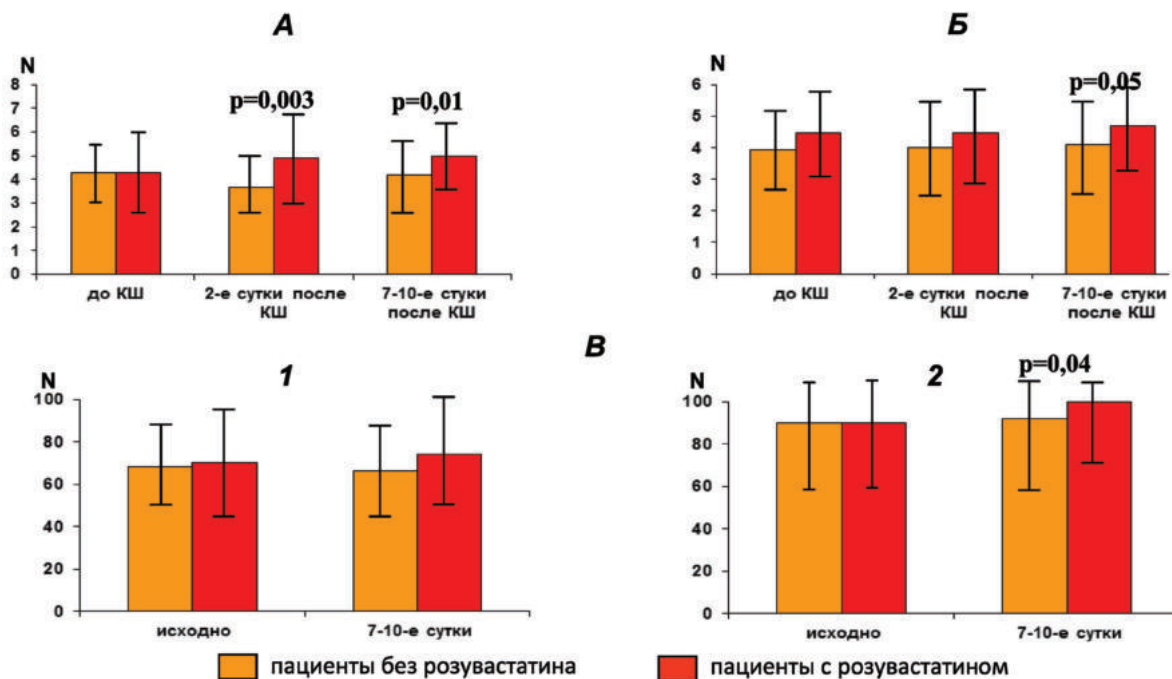 А
N
8
7
6
5
4
3
2
1
0
p=0,003
p=0,01
до КШ
2-е сутки после
КШ
7-10-е стуки
после КШ
Б
N
6
5
4
3
2
1
0
p=0,05
до КШ
2-е сутки после
КШ
7-10-е стуки
после КШ
В
1
N
100
80
60
40
20
0
исходно
7-10-е сутки
2
N
100
80
60
40
20
0
p=0,04
исходно
7-10-е сутки
пациенты без розувастатина
пациенты с розувастатином